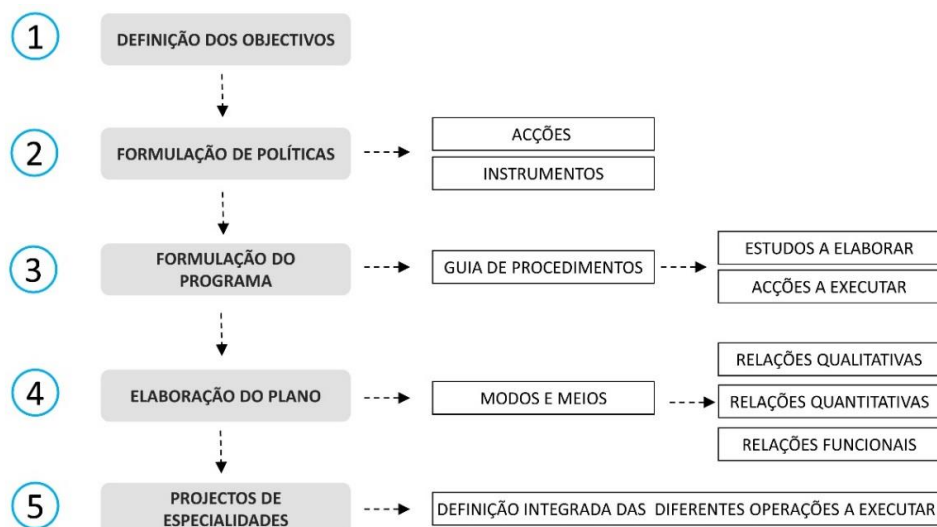 1
DEFINIÇÃO DOS OBJECTIVOS
2
FORMULAÇÃO DE POLÍTICAS
ACÇÕES
INSTRUMENTOS
3
FORMULAÇÃO DO
PROGRAMA
GUIA DE PROCEDIMENTOS
ESTUDOS A ELABORAR
ACÇÕES A EXECUTAR
4
ELABORAÇÃO DO PLANO
MODOS E MEIOS
RELAÇÕES QUALITATIVAS
RELAÇÕES QUANTITATIVAS
RELAÇÕES FUNCIONAIS
5
PROJECTOS DE
ESPECIALIDADES
DEFINIÇÃO INTEGRADA DAS DIFERENTES OPERAÇÕES A EXECUTAR